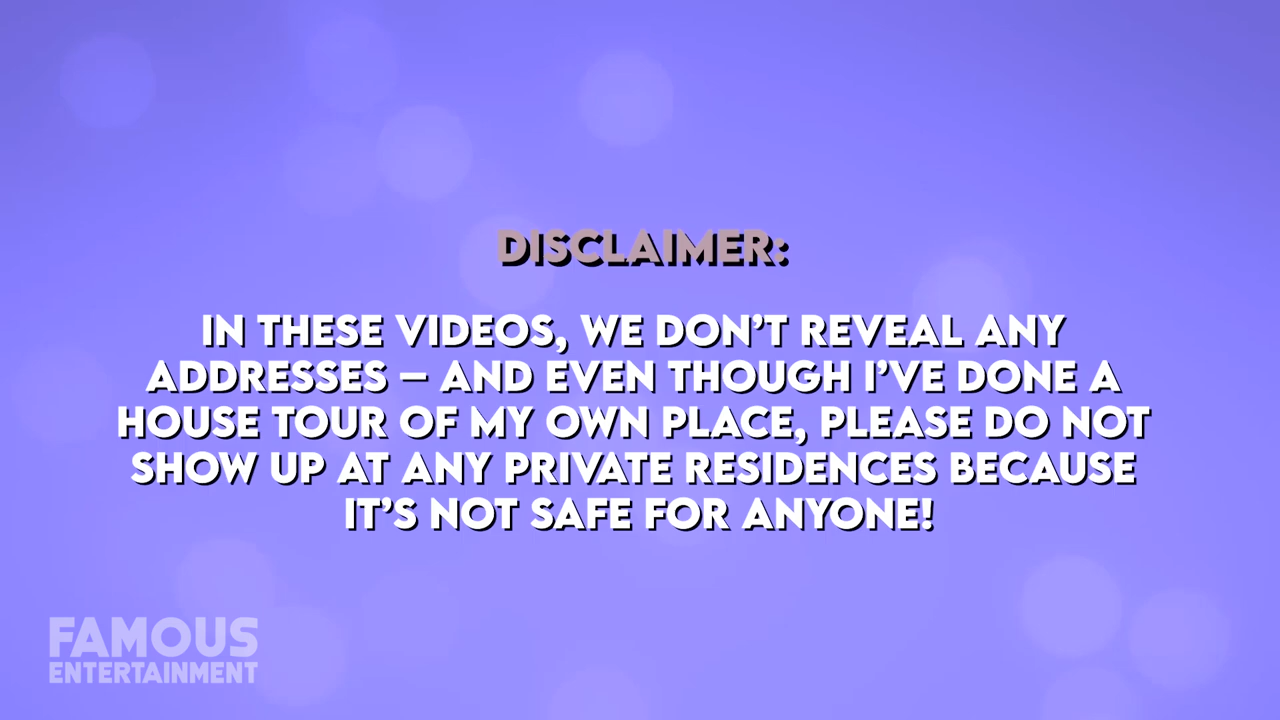 DISCLAIMER:
IN THESE VIDEOS, WE DON'T REVEAL ANY
ADDRESSES – AND EVEN THOUGH I'VE DONE A
HOUSE TOUR OF MY OWN PLACE, PLEASE DO NOT
SHOW UP AT ANY PRIVATE RESIDENCES BECAUSE
IT'S NOT SAFE FOR ANYONE!
FAMOUS
ENTERTAINMENT